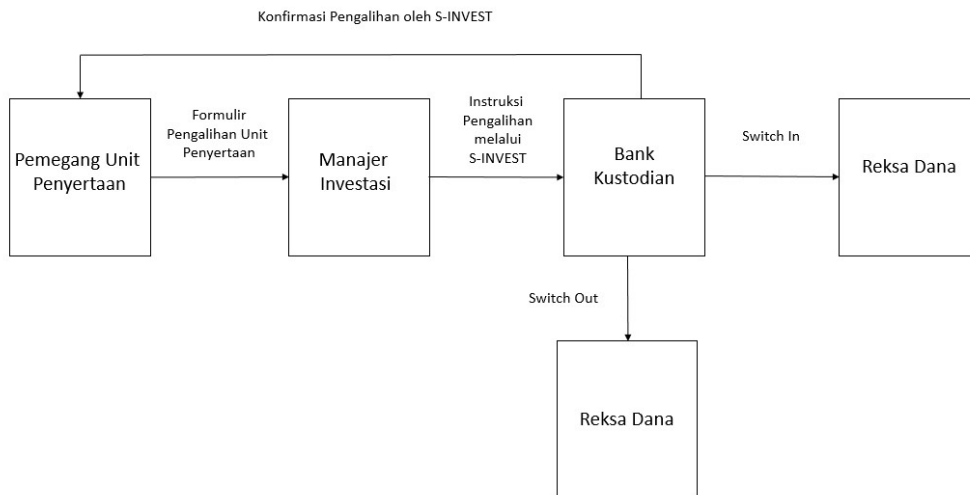 Konfirmasi Pengalihan oleh S-INVEST
Pemegang Unit
Penyertaan
Formulir
Pengalihan Unit
Penyertaan
Manajer
Investasi
Instruksi
Pengalihan
melalui
S-INVEST
Bank
Kustodian
Switch In
Reksa Dana
Switch Out
Reksa Dana